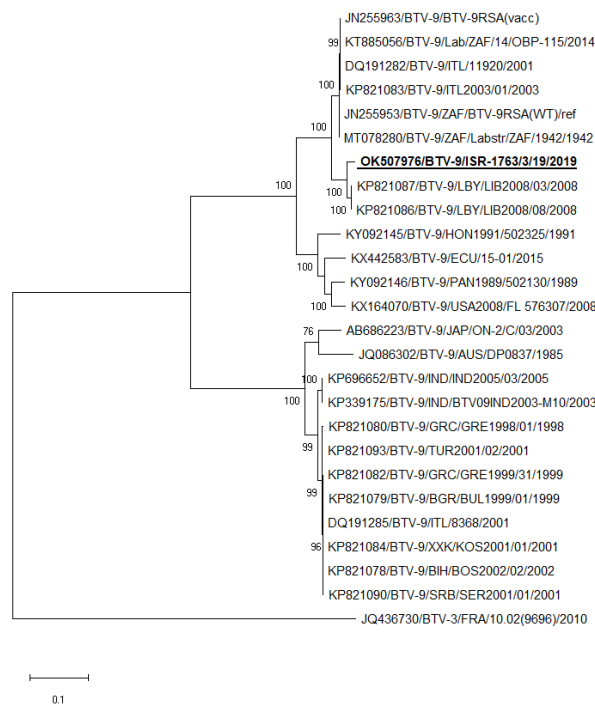 JN255963/BTV-9/BTV-9RSA(vacc)
99
KT885056/BTV-9/Lab/ZAF/14/OBP-115/2014
DQ191282/BTV-9/ITL/11920/2001
100
KP821083/BTV-9/ITL2003/01/2003
JN255953/BTV-9/ZAF/BTV-9RSA(WT)/ref
100
MT078280/BTV-9/ZAF/Labstr/ZAF/1942/1942
OK507976/BTV-9/ISR-1763/3/19/2019
100
KP821087/BTV-9/LBY/LIB2008/03/2008
100
100
KP821086/BTV-9/LBY/LIB2008/08/2008
KY092145/BTV-9/HON1991/502325/1991
KX442583/BTV-9/ECU/15-01/2015
100
KY092146/BTV-9/PAN1989/502130/1989
100
KX164070/BTV-9/USA2008/FL 576307/2008
76
AB686223/BTV-9/JAP/ON-2/C/03/2003
JQ086302/BTV-9/AUS/DP0837/1985
100
KP696652/BTV-9/IND/IND2005/03/2005
100
KP339175/BTV-9/IND/BTV09IND2003-M10/2003
KP821080/BTV-9/GRC/GRE1998/01/1998
99
KP821093/BTV-9/TUR2001/02/2001
KP821082/BTV-9/GRC/GRE1999/31/1999
99
KP821079/BTV-9/BGR/BUL1999/01/1999
DQ191285/BTV-9/ITL/8368/2001
96
KP821084/BTV-9/XXK/KOS2001/01/2001
KP821078/BTV-9/BIH/BOS2002/02/2002
KP821090/BTV-9/SRB/SER2001/01/2001
JQ436730/BTV-3/FRA/10.02(9696)/2010
0.1